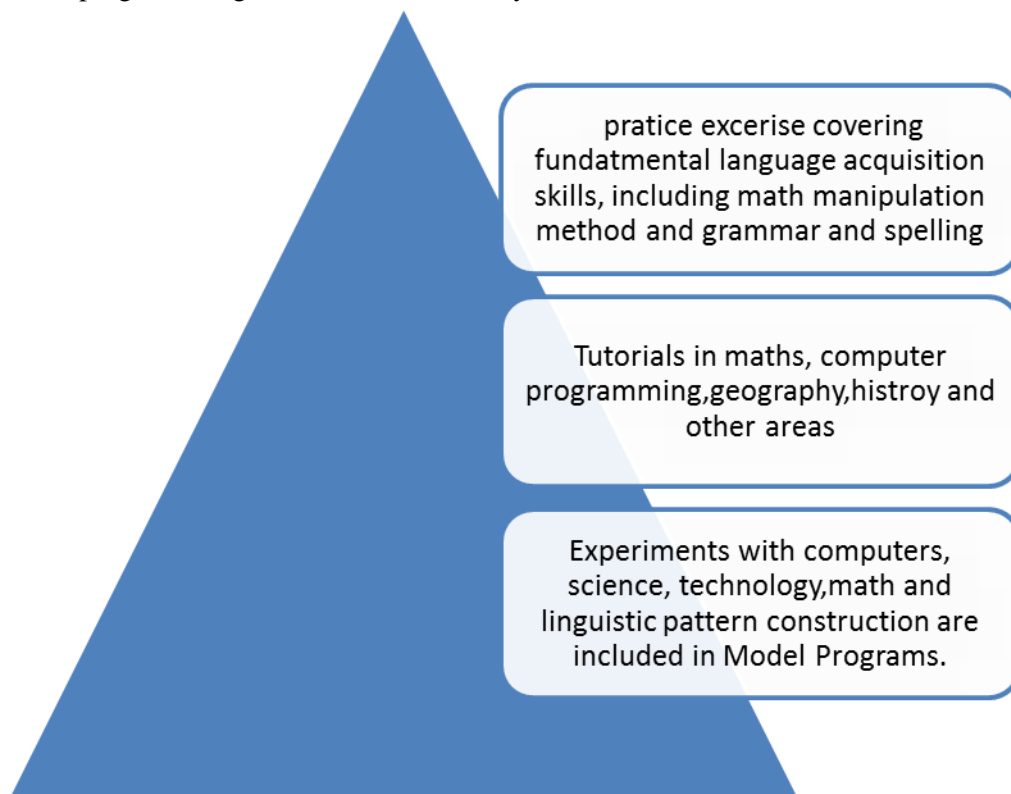 pratice excerise covering
fundatmental language acquisition
skills, including math manipulation
method and grammar and spelling
Tutorials in maths, computer
programming,geography,histroy and
other areas
Experiments with computers,
science, technology,math and
linguistic pattern construction are
included in Model Programs.